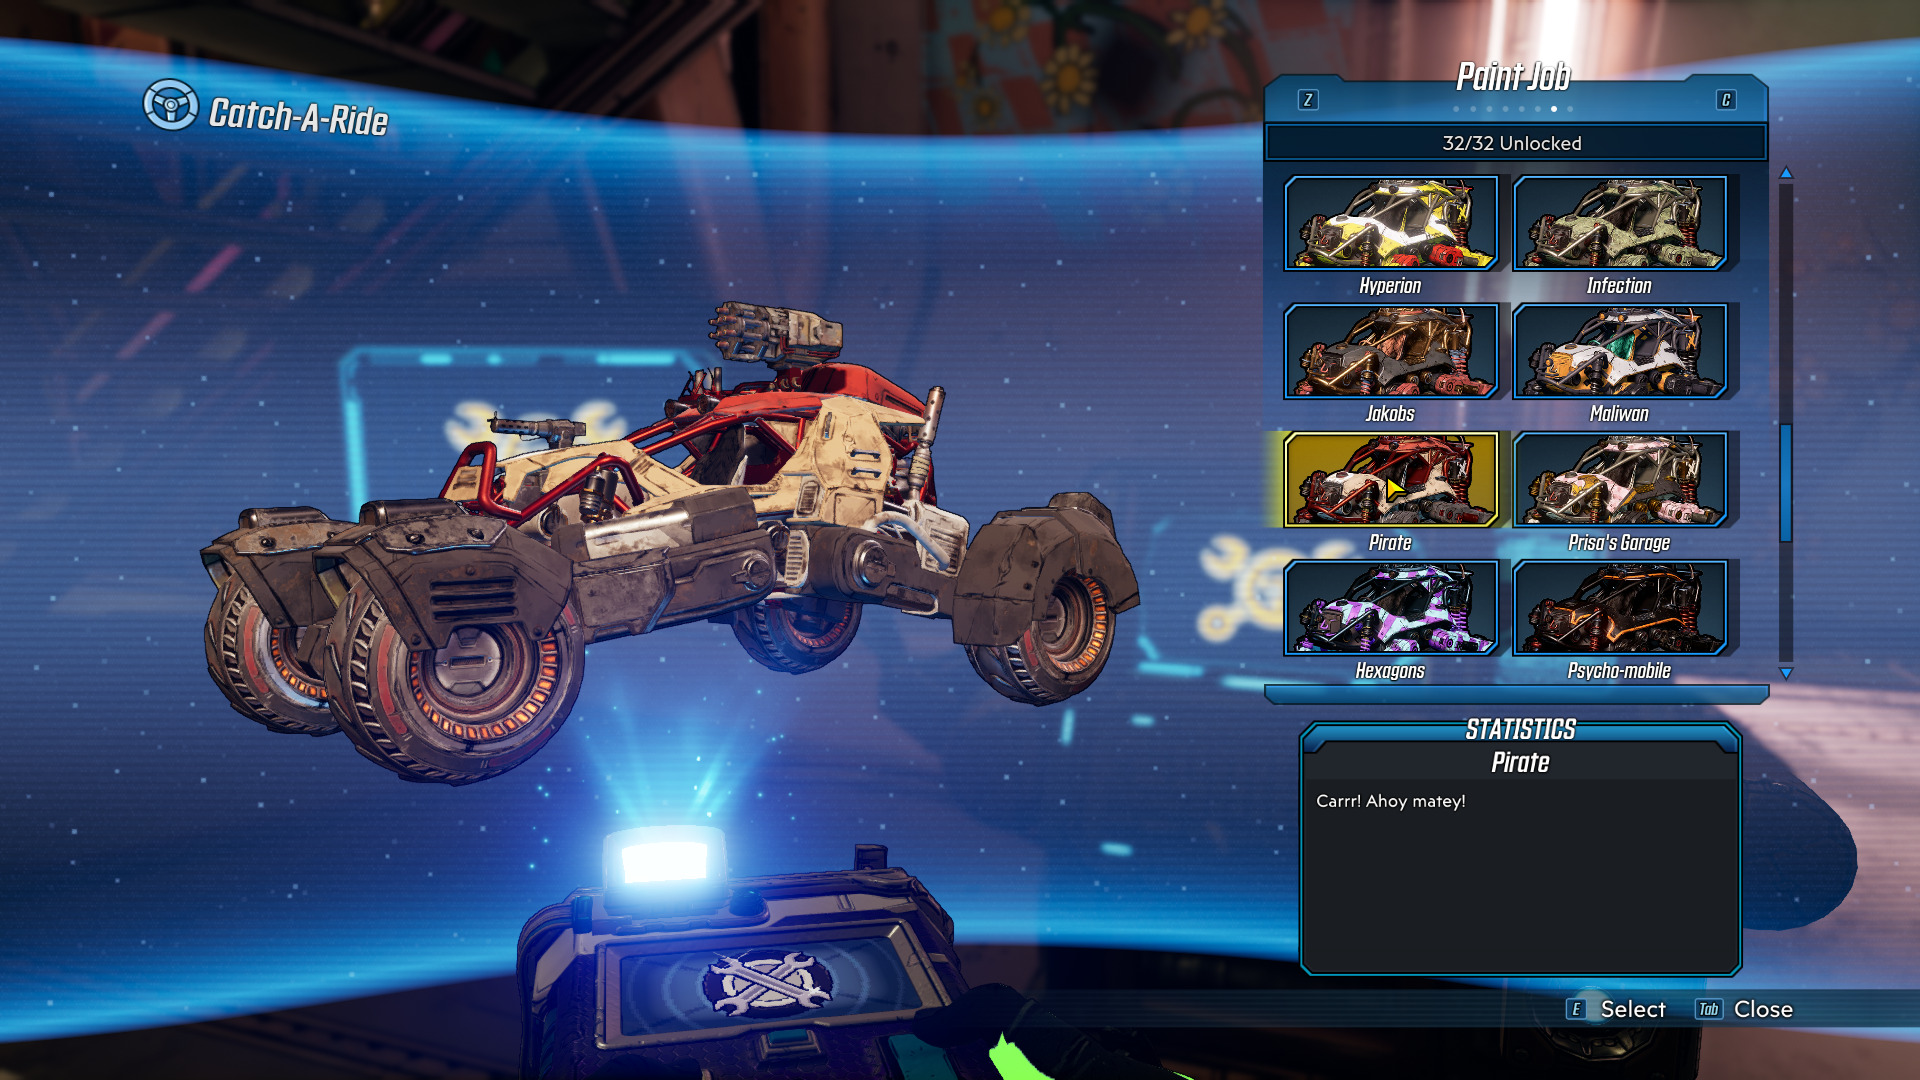 Catch-A-Ride
Paint Job
Z
C
32/32 Unlocked
Hyperion
Infection
Jakobs
Maliwan
Pirate
Prisa's Garage
Hexagons
Psycho-mobile
STATISTICS
Pirate
Carrr! Ahoy matey!
E Select Tab Close